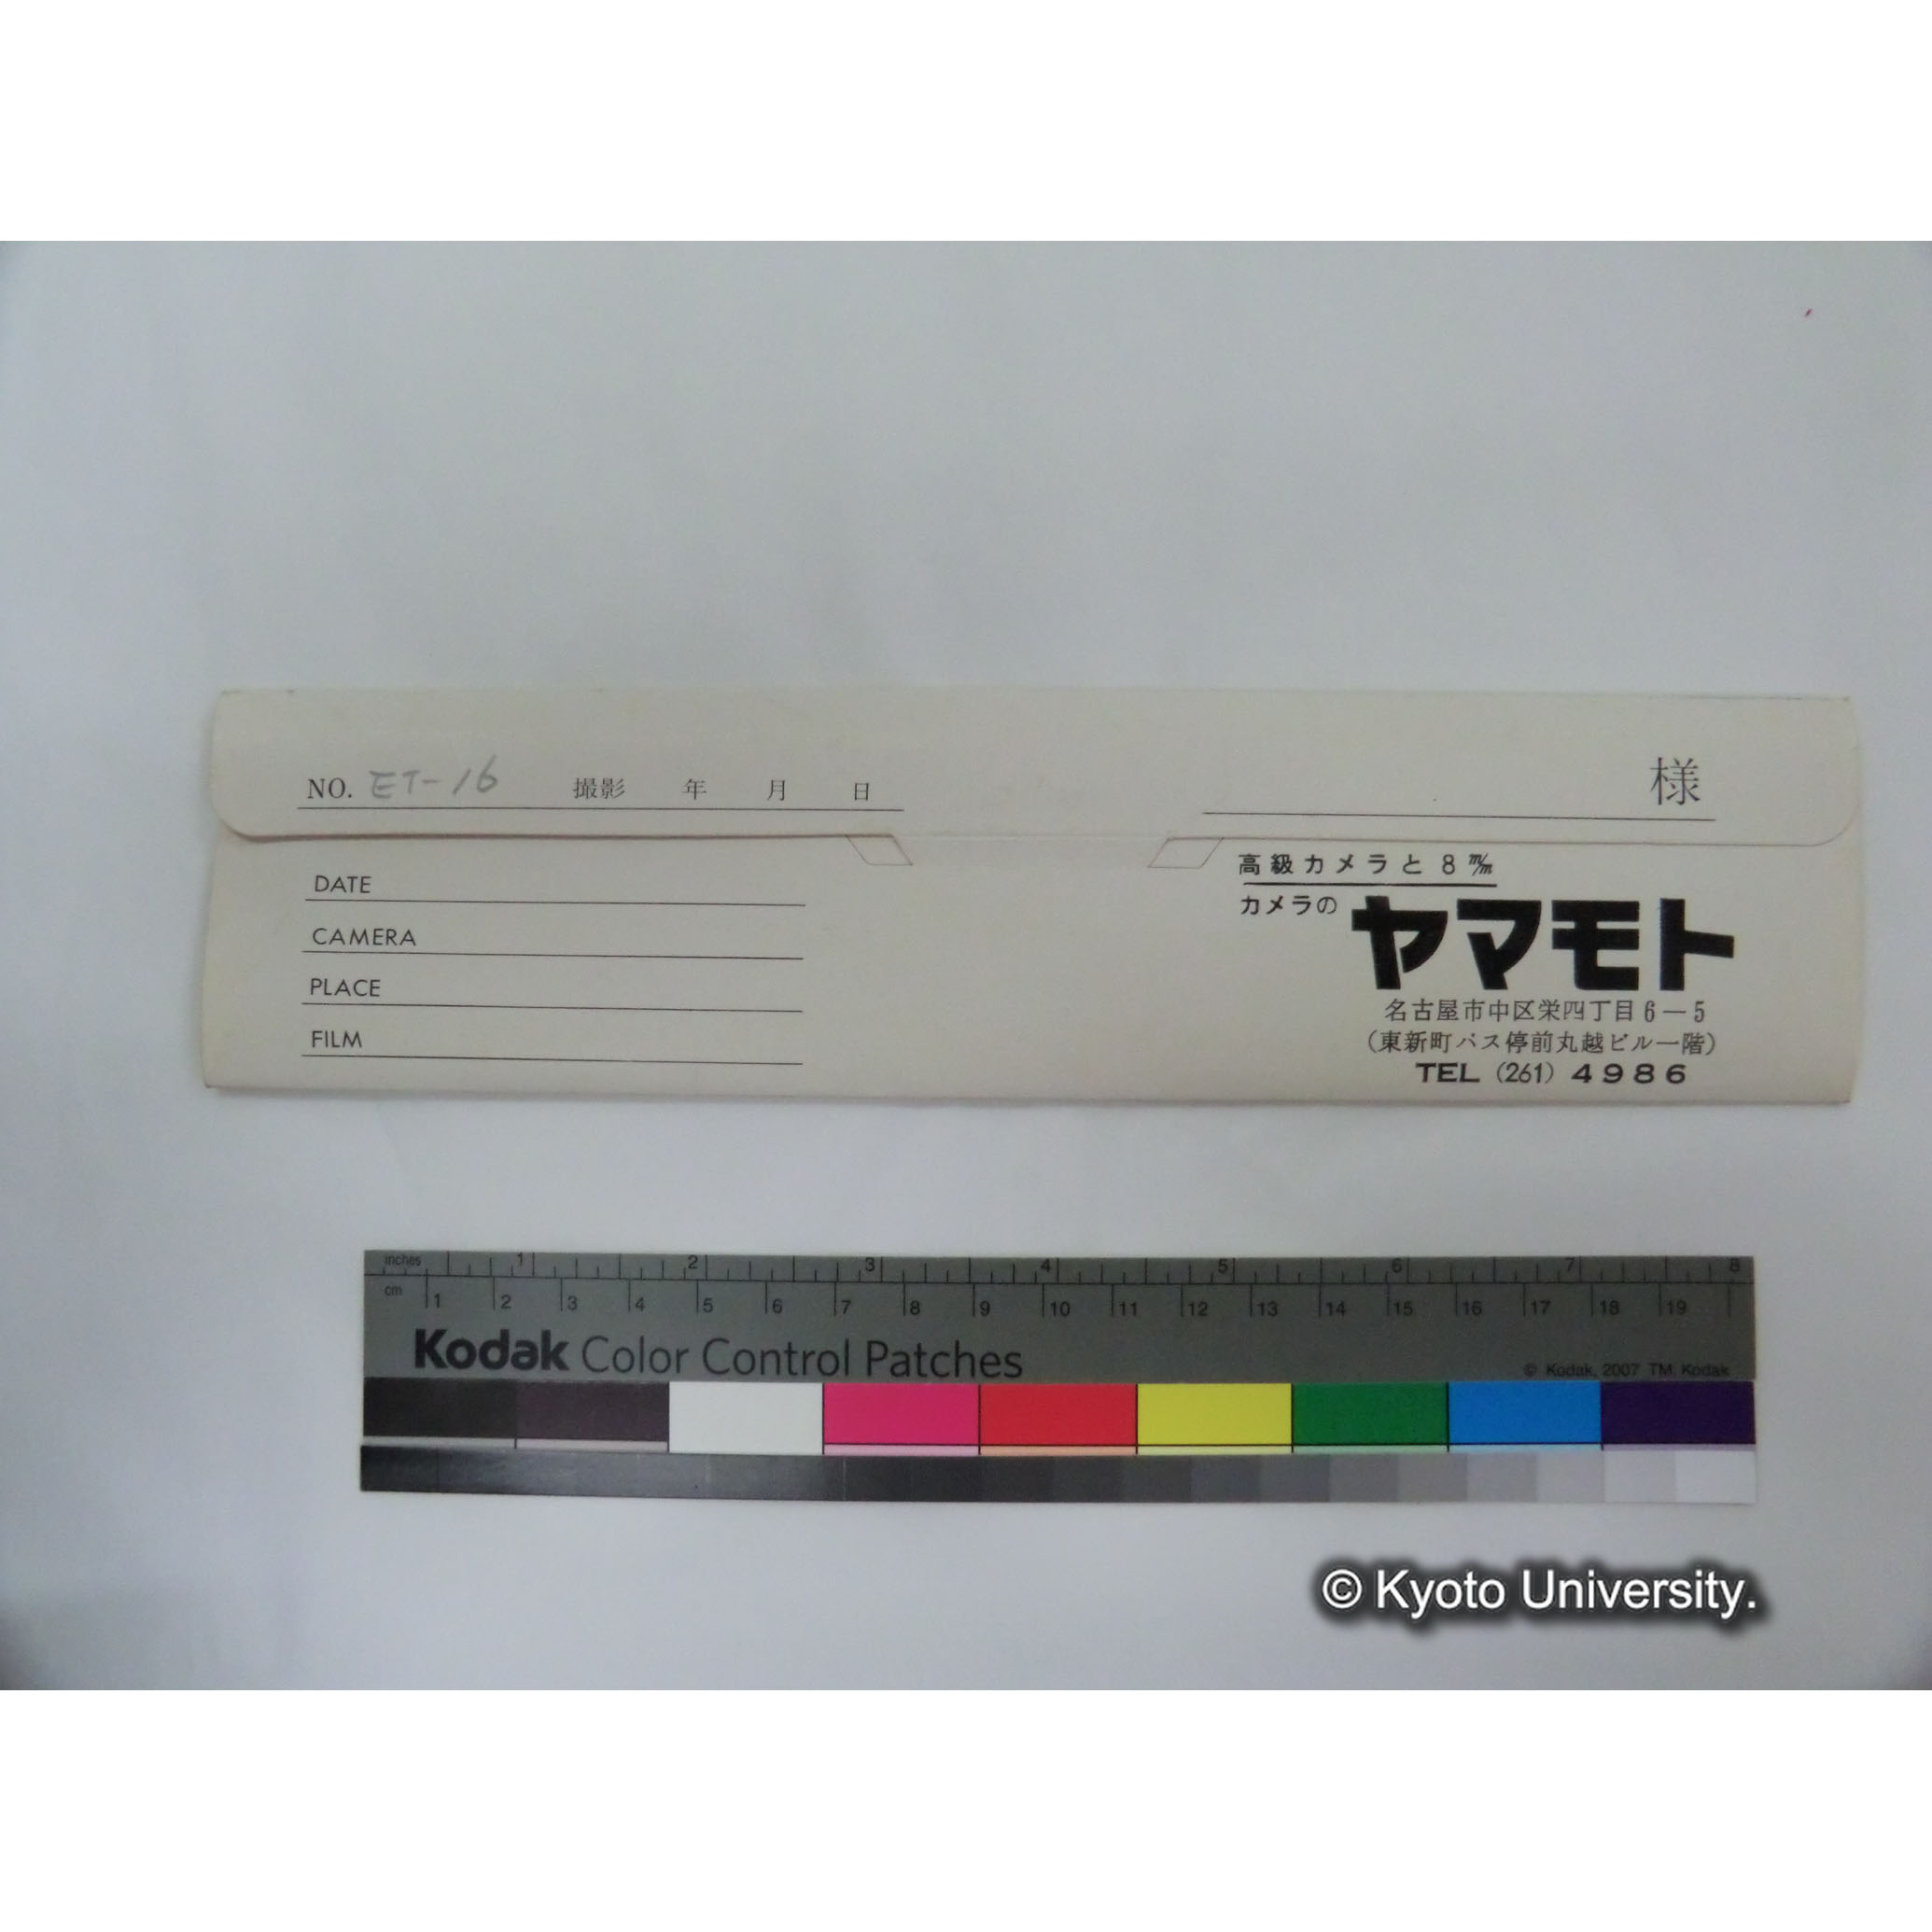 NO. ET-16 撮影 年 月 日
様
DATE
CAMERA
PLACE
FILM
高級カメラと8m/m
カメラの ヤマモト
名古屋市中区栄四丁目6-5
(東新町バス停前丸越ビル一階)
TEL (261) 4986
inches 1 2 3 4 5 6 7 8
cm 1 2 3 4 5 6 7 8 9 10 11 12 13 14 15 16 17 18 19
Kodak Color Control Patches
© Kodak, 2007 TM. Kodak
© Kyoto University.